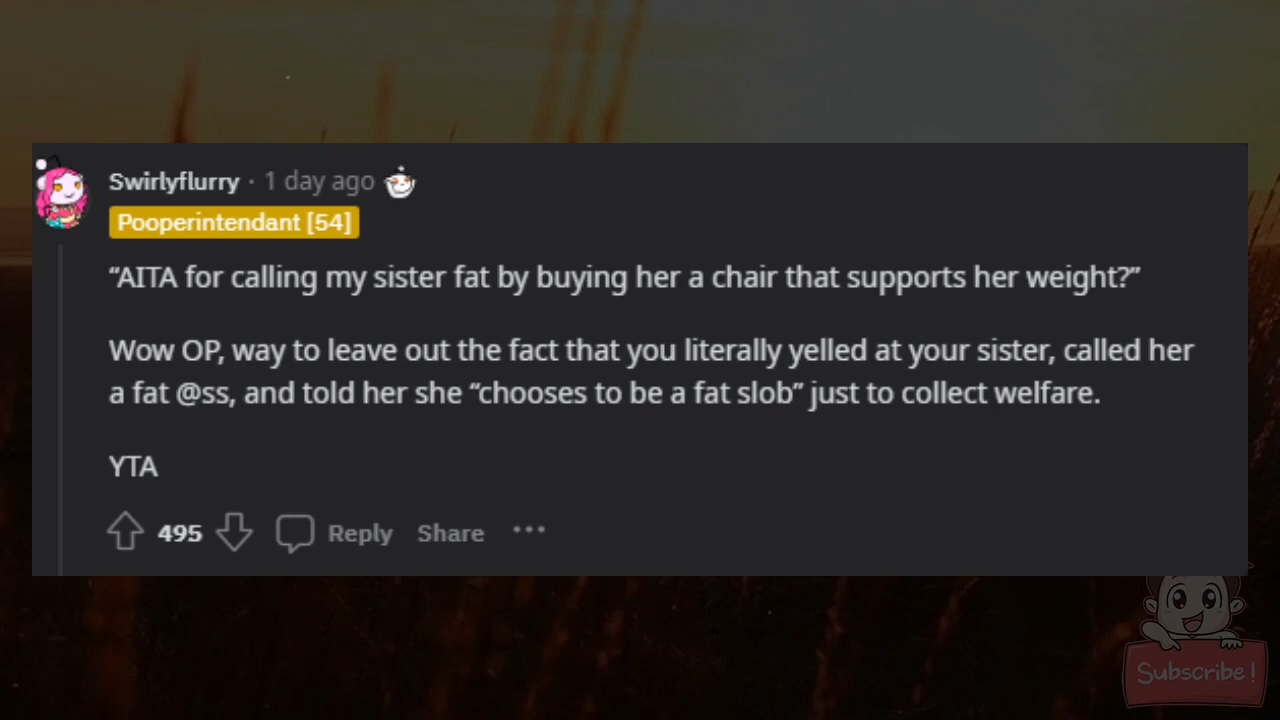 Swirlyflurry · 1 day ago
Pooperintendant [54]
“AITA for calling my sister fat by buying her a chair that supports her weight?”
Wow OP, way to leave out the fact that you literally yelled at your sister, called her
a fat @ss, and told her she “chooses to be a fat slob” just to collect welfare.
YTA
495 Reply Share ···
Subscribe!